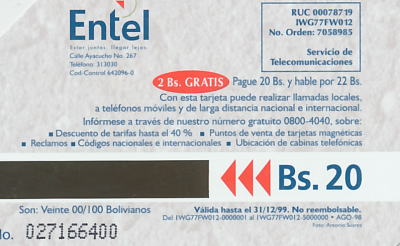 Entel
Estar juntos, llegar lejos
Calle Ayacucho No. 267
Teléfono: 313030
Cod-Control 642096-0
RUC 00078719
IWG77FW012
No. Orden: 7058985
Servicio de
Telecomunicaciones
2 Bs. GRATIS Pague 20 Bs. y hable por 22 Bs.
Con esta tarjeta puede realizar llamadas locales,
a teléfonos móviles y de larga distancia nacional e internacional.
Infórmese a través de nuestro número gratuito 0800-4040, sobre:
• Descuento de tarifas hasta el 40 % • Puntos de venta de tarjetas magnéticas
• Reclamos • Códigos nacionales e internacionales • Ubicación de cabinas telefónicas
Bs. 20
Son: Veinte 00/100 Bolivianos
Válida hasta el 31/12/99. No reembolsable.
Del 1WG77FW012-0000001 al 1WG77FW012-5000000 • AGO-98
No. 027166400
Foto: Antonio Suarez